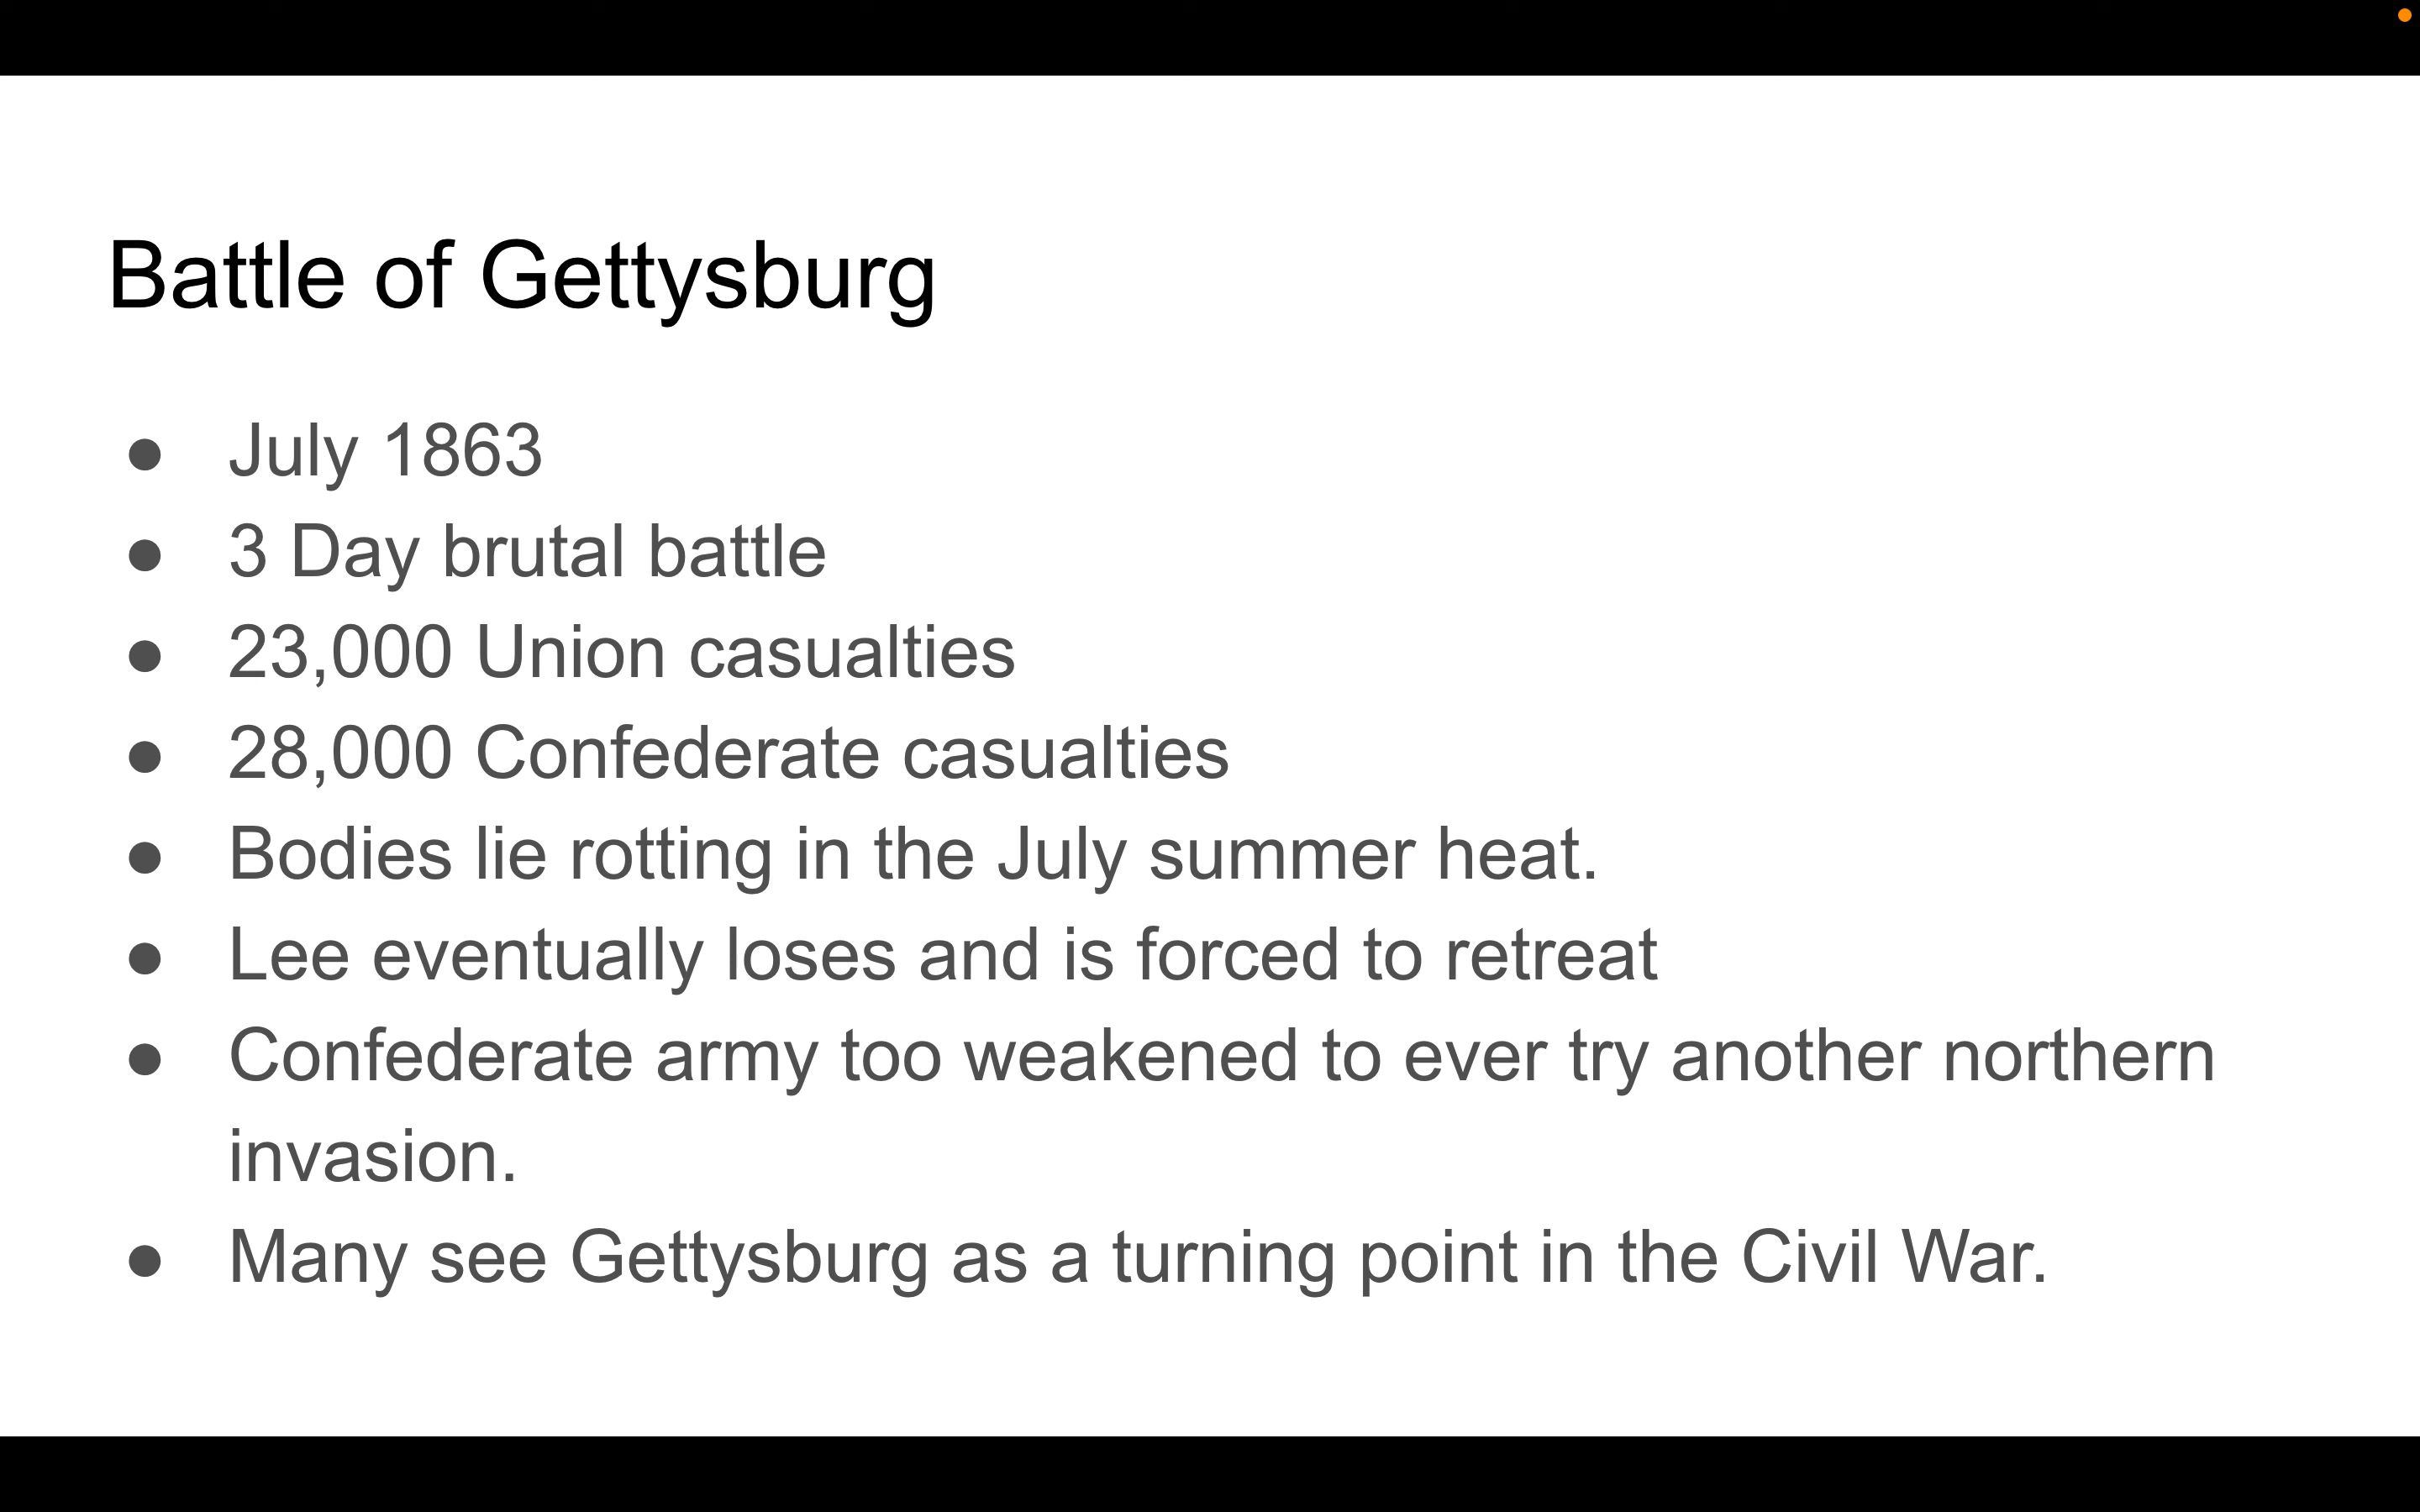 Battle of Gettysburg
● July 1863
● 3 Day brutal battle
● 23,000 Union casualties
● 28,000 Confederate casualties
● Bodies lie rotting in the July summer heat.
● Lee eventually loses and is forced to retreat
● Confederate army too weakened to ever try another northern
invasion.
● Many see Gettysburg as a turning point in the Civil War.